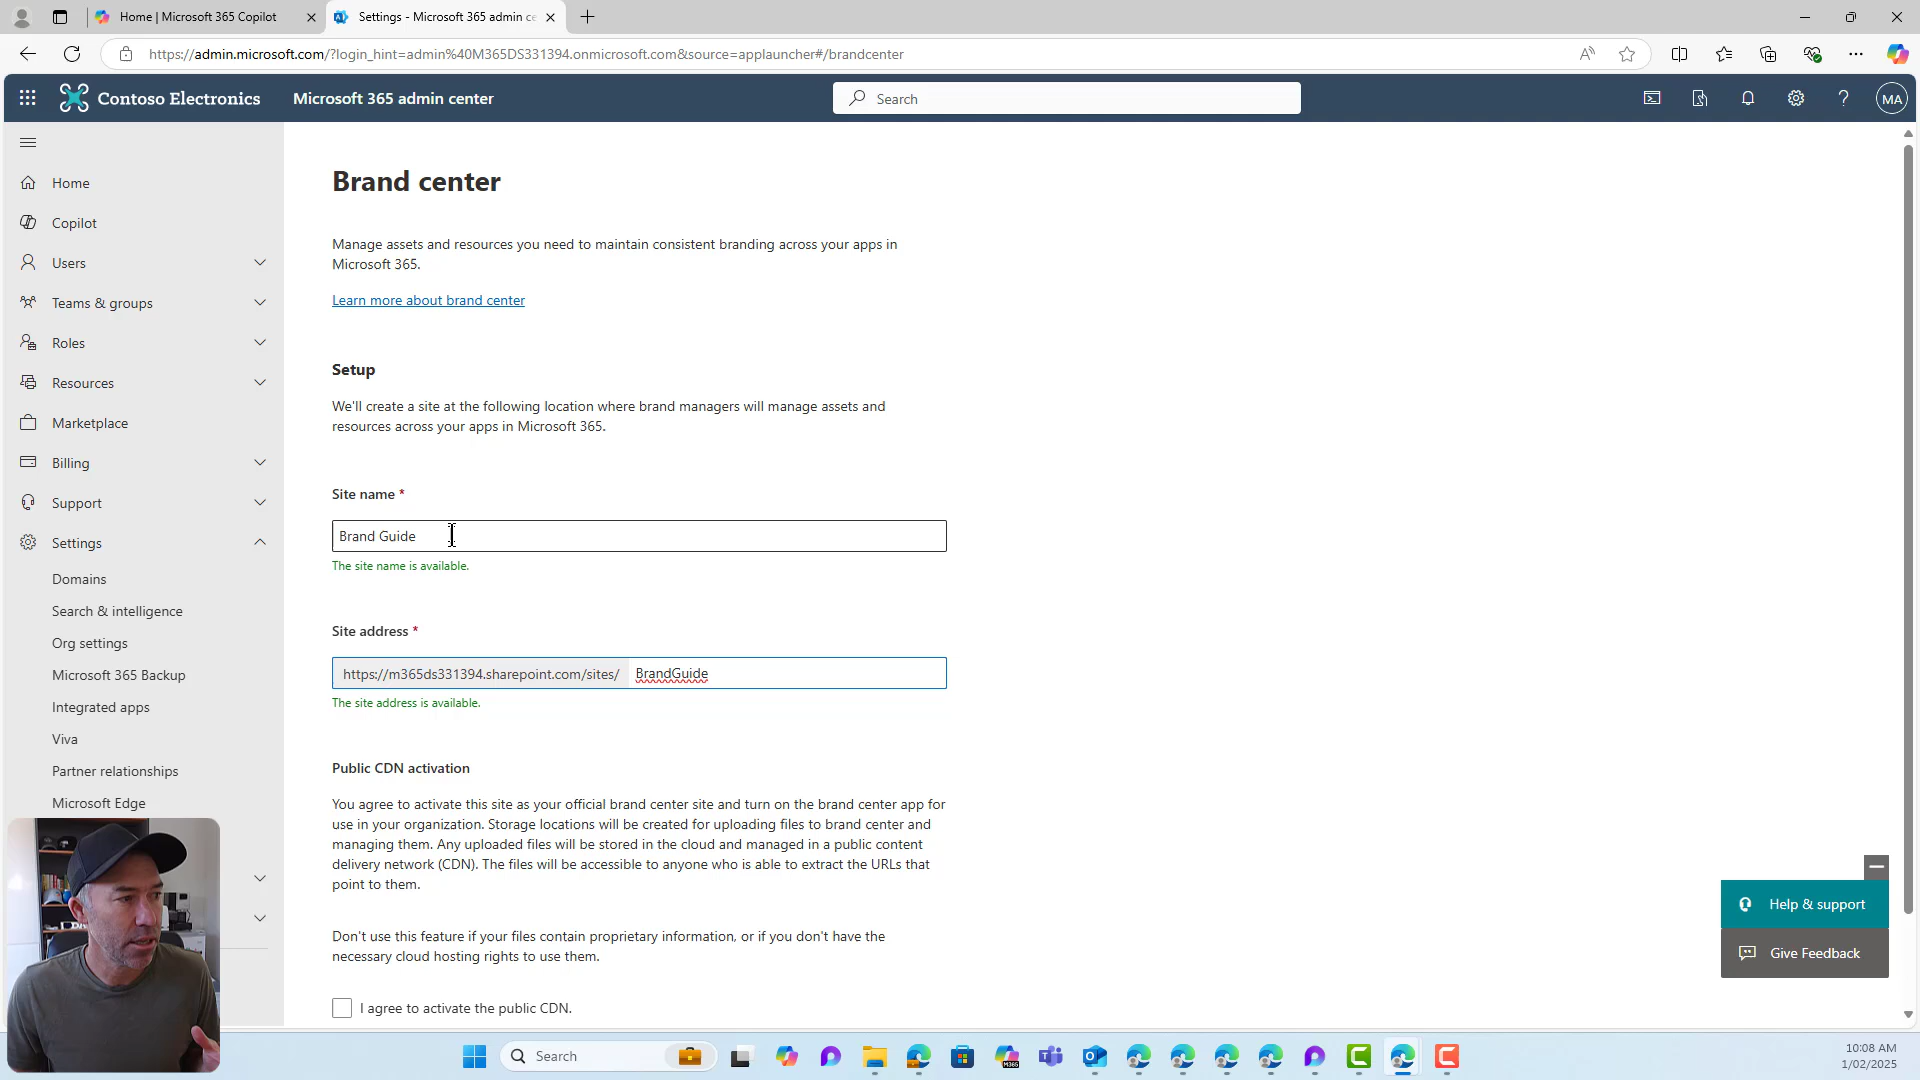 Home | Microsoft 365 Copilot
Settings - Microsoft 365 admin ce
https://admin.microsoft.com/?login_hint=admin%40M365DS331394.onmicrosoft.com&source=applauncher#/brandcenter
Contoso Electronics
Microsoft 365 admin center
Search
MA
Home
Copilot
Users
Teams & groups
Roles
Resources
Marketplace
Billing
Support
Settings
Domains
Search & intelligence
Org settings
Microsoft 365 Backup
Integrated apps
Viva
Partner relationships
Microsoft Edge
Brand center
Manage assets and resources you need to maintain consistent branding across your apps in
Microsoft 365.
Learn more about brand center
Setup
We'll create a site at the following location where brand managers will manage assets and
resources across your apps in Microsoft 365.
Site name *
Brand Guide
The site name is available.
Site address *
https://m365ds331394.sharepoint.com/sites/ BrandGuide
The site address is available.
Public CDN activation
You agree to activate this site as your official brand center site and turn on the brand center app for
use in your organization. Storage locations will be created for uploading files to brand center and
managing them. Any uploaded files will be stored in the cloud and managed in a public content
delivery network (CDN). The files will be accessible to anyone who is able to extract the URLs that
point to them.
Don't use this feature if your files contain proprietary information, or if you don't have the
necessary cloud hosting rights to use them.
I agree to activate the public CDN.
Help & support
Give Feedback
Search
M365
10:08 AM
1/02/2025